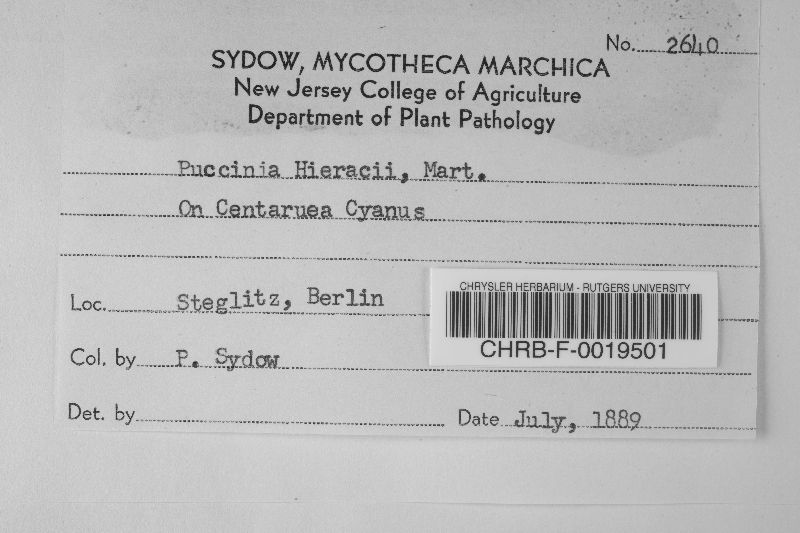 No. 2640
SYDOW, MYCOTHECA MARCHICA
New Jersey College of Agriculture
Department of Plant Pathology
Puccinia Hieracii, Mart.
On Centaruea Cyanus
Loc. Steglitz, Berlin
CHRYSLER HERBARIUM - RUTGERS UNIVERSITY
CHRB-F-0019501
Col. by P. Sydow
Det. by
Date July, 1889